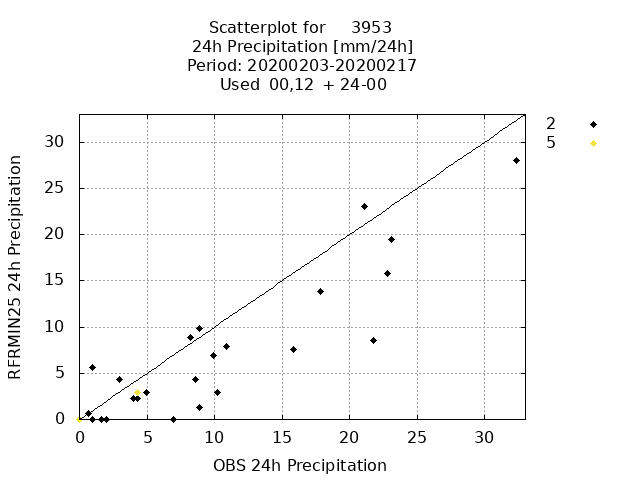 Scatterplot for 3953
24h Precipitation [mm/24h]
Period: 20200203-20200217
Used 00,12 + 24-00
2
5
RFRMIN25 24h Precipitation
30
25
20
15
10
5
0
0 5 10 15 20 25 30
OBS 24h Precipitation